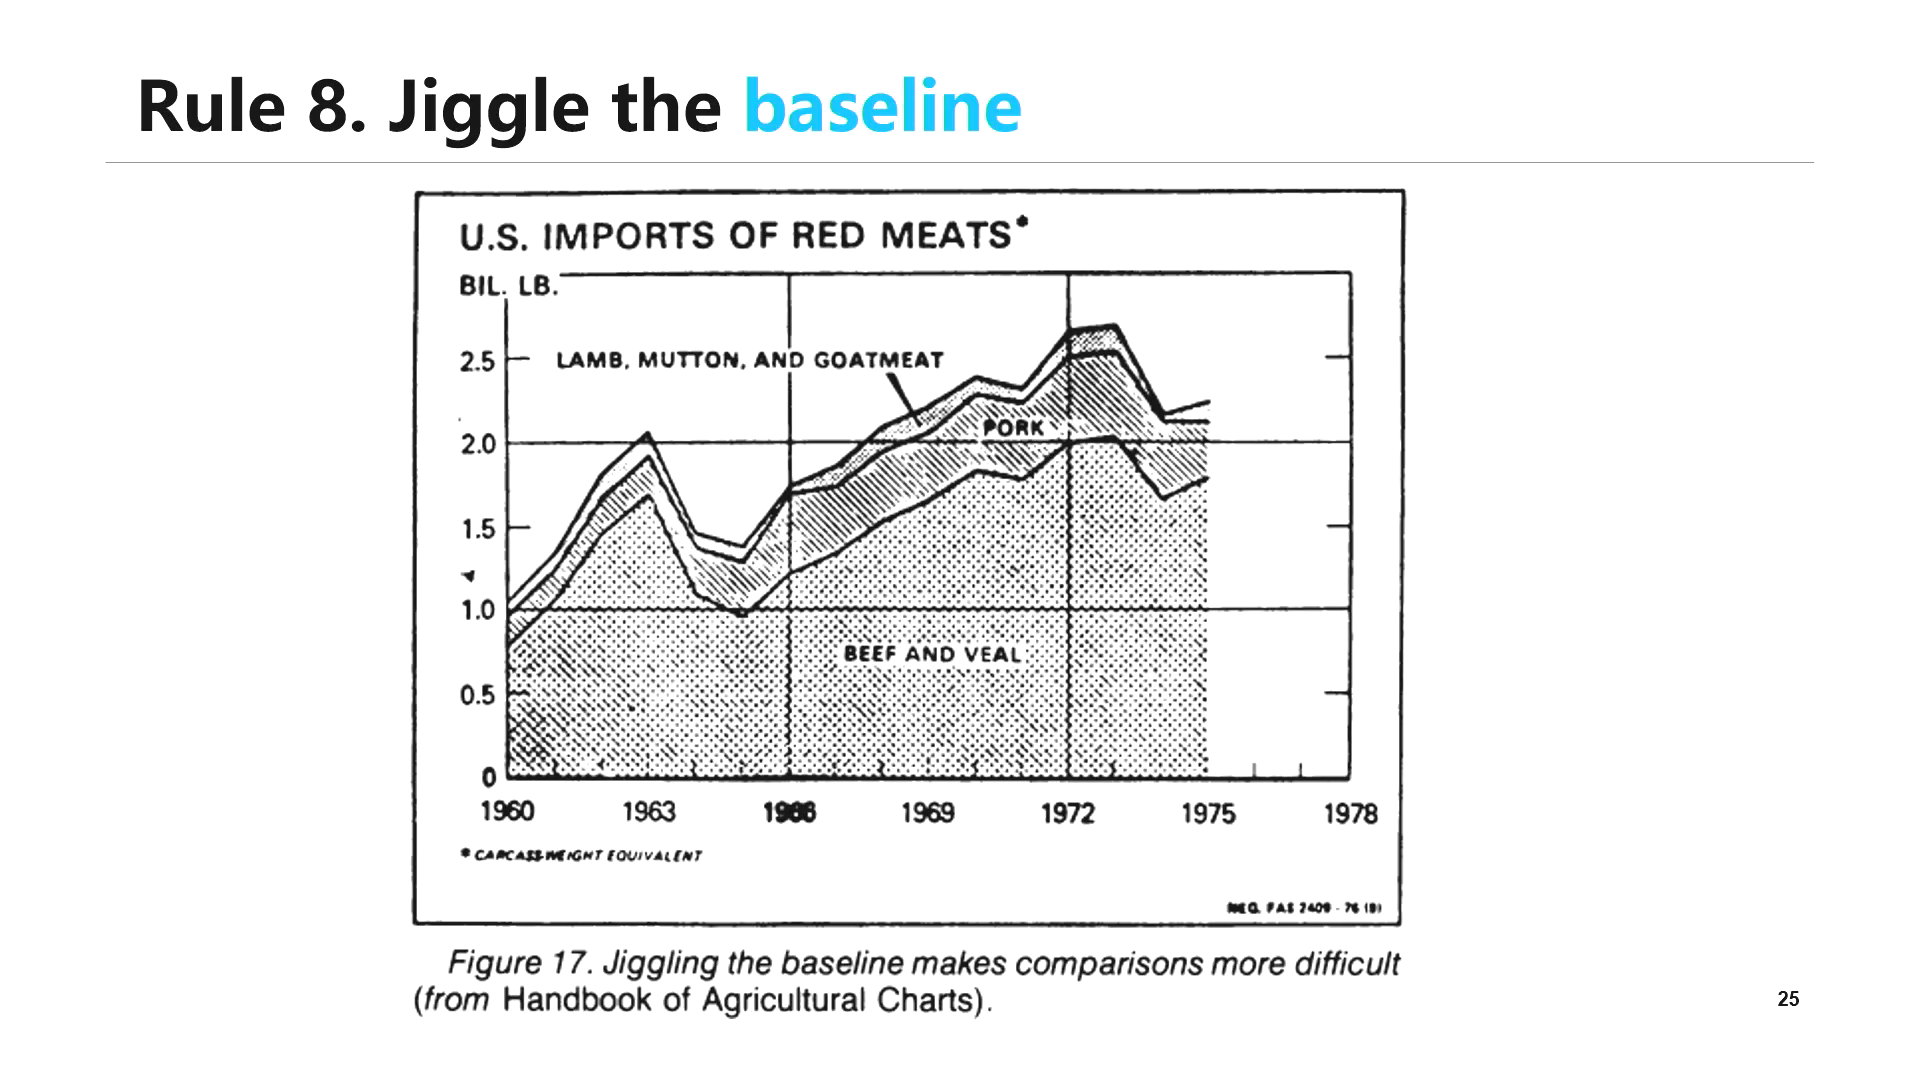 Rule 8. Jiggle the baseline
U.S. IMPORTS OF RED MEATS*
BIL. LB.
2.5
LAMB, MUTTON, AND GOATMEAT
PORK
2.0
1.5
1.0
BEEF AND VEAL
0.5
0
1960 1963 1966 1969 1972 1975 1978
* CARCASS-WEIGHT EQUIVALENT
NEG. FAS 2409 - 76 (8)
Figure 17. Jiggling the baseline makes comparisons more difficult
(from Handbook of Agricultural Charts).
25